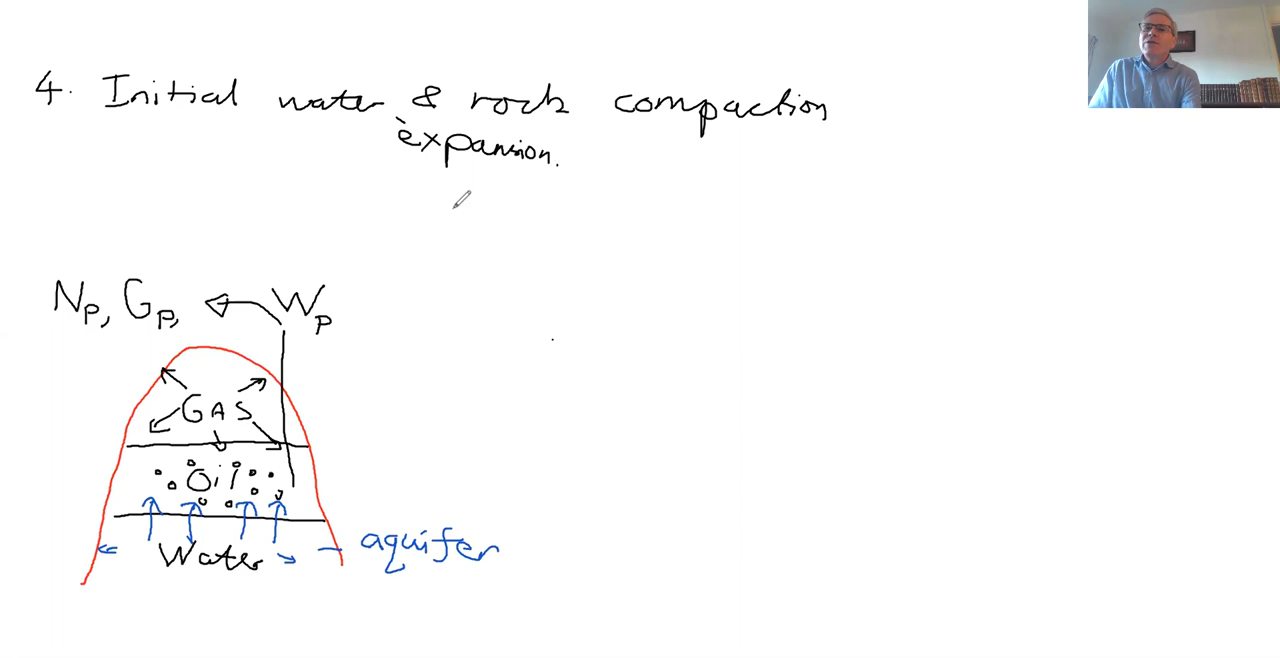 4. Initial water & rock compaction
expansion.
Np, Gp, Wp
GAS
Oil
Water
aquifer